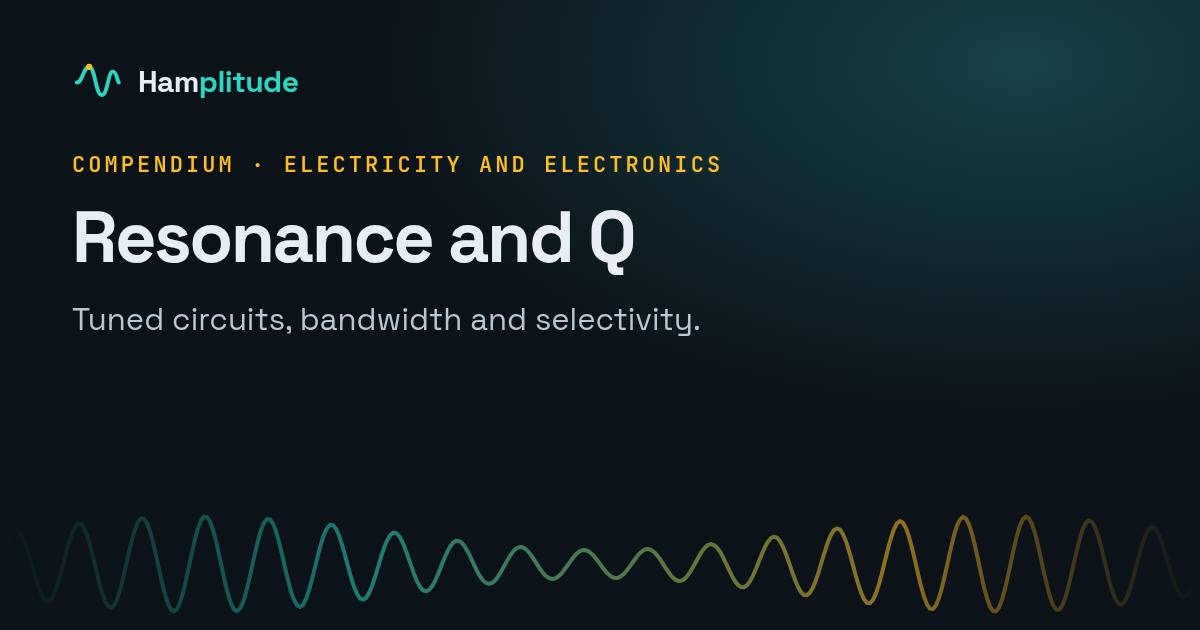 Hamplitude
COMPENDIUM · ELECTRICITY AND ELECTRONICS
Resonance and Q
Tuned circuits, bandwidth and selectivity.